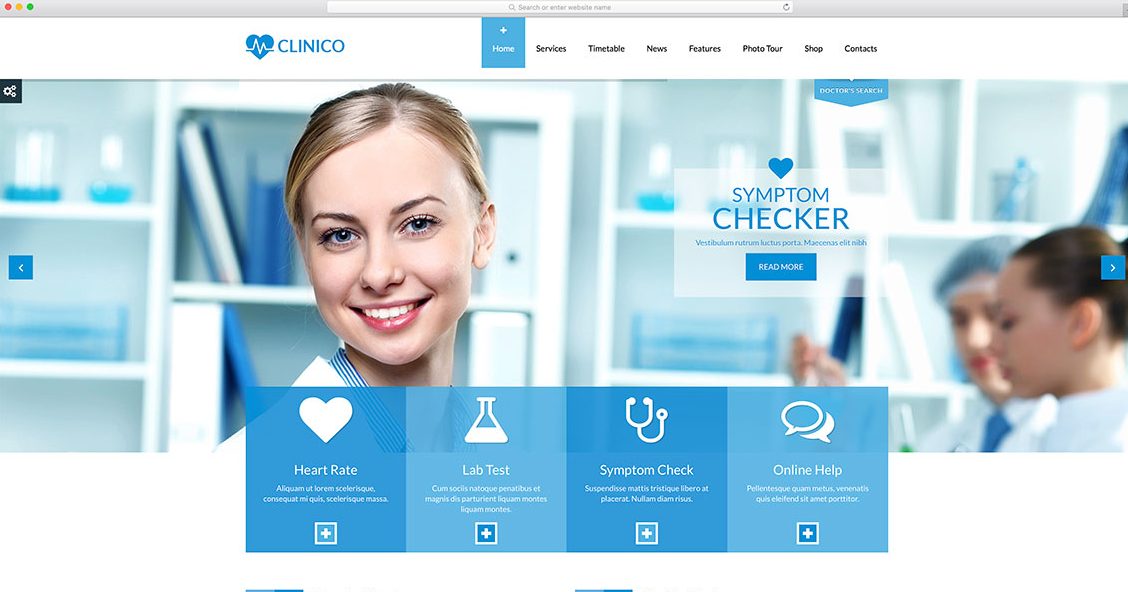 Search or enter website name
CLINICO
Home
Services
Timetable
News
Features
Photo Tour
Shop
Contacts
DOCTOR'S SEARCH
SYMPTOM
CHECKER
Vestibulum rutrum luctus porta. Maecenas elit nibh
READ MORE
Heart Rate
Aliquam ut lorem scelerisque,
consequat mi quis, scelerisque massa.
Lab Test
Cum sociis natoque penatibus et
magnis dis parturient liquam montes
liquam montes.
Symptom Check
Suspendisse mattis tristique libero at
placerat. Nullam diam risus.
Online Help
Pellentesque quam metus, venenatis
quis eleifend sit amet porttitor.